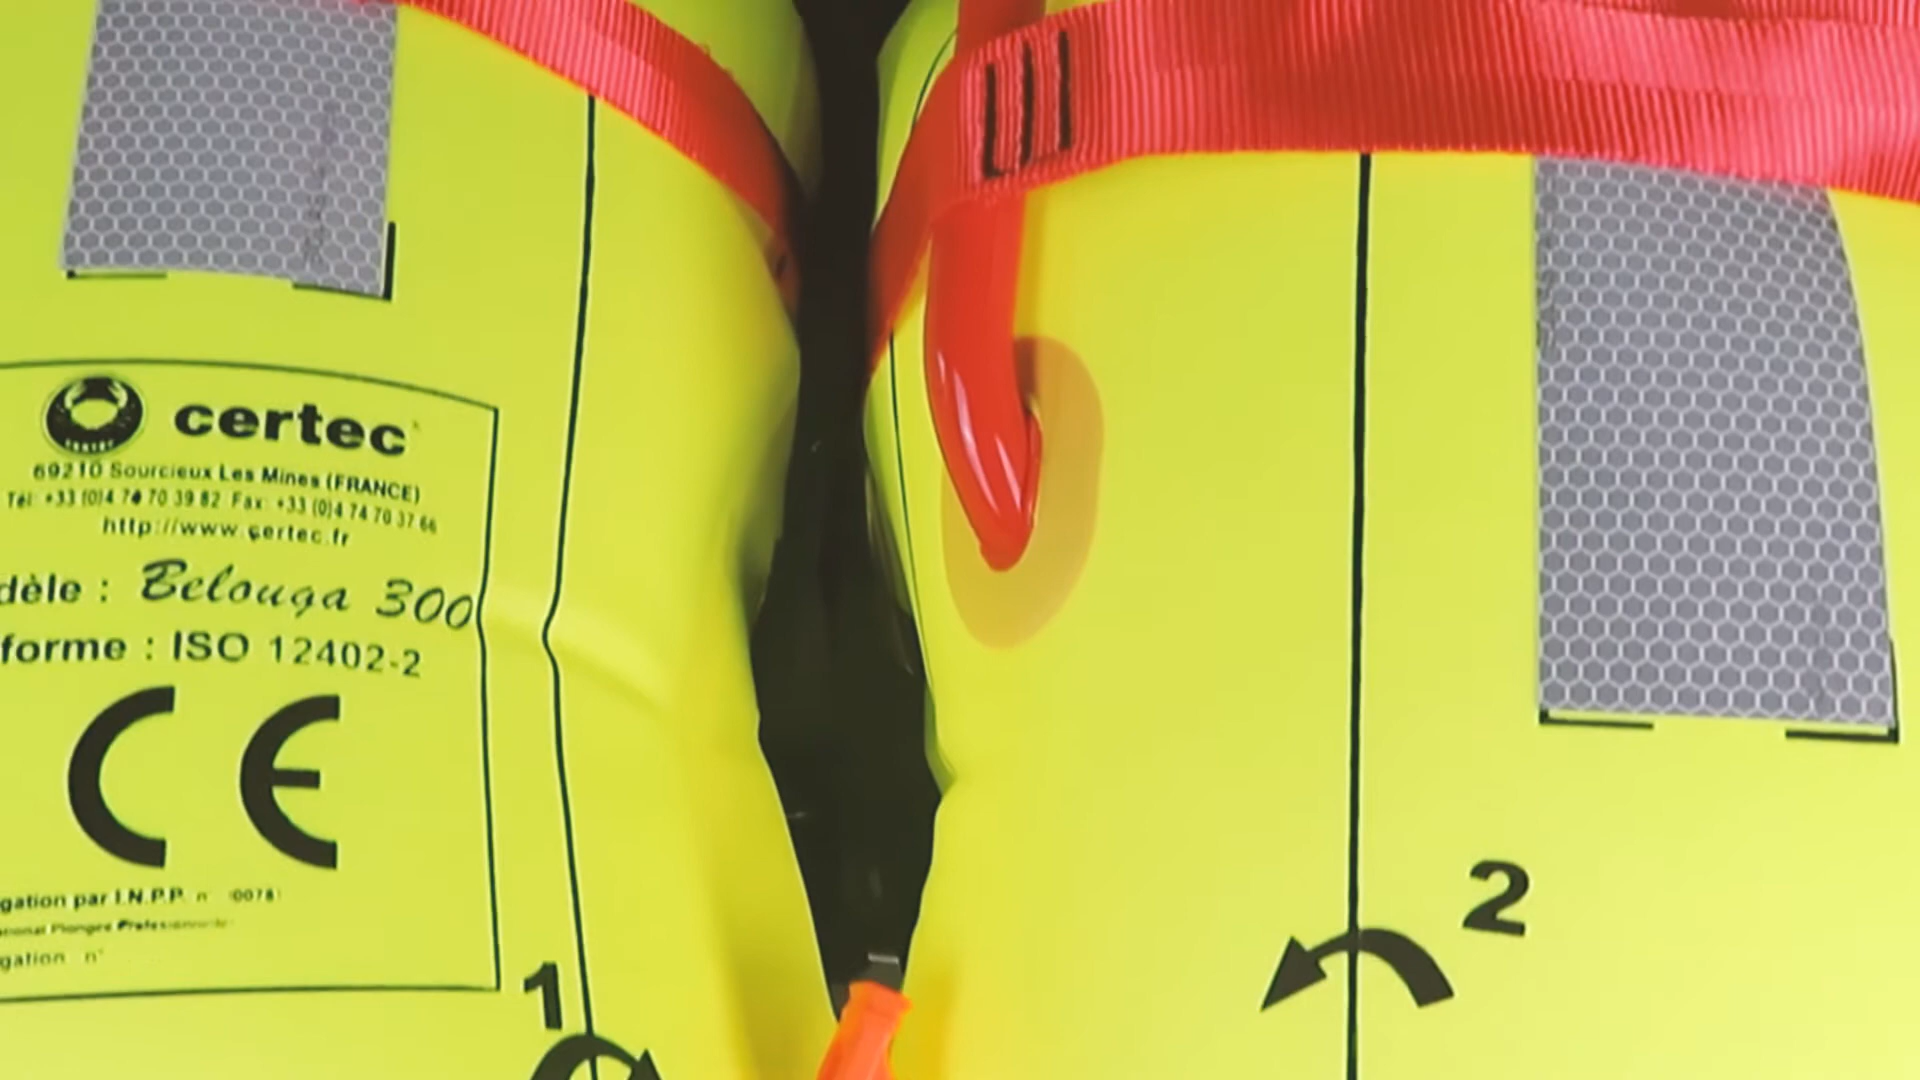 certec
69210 Sourcieux Les Mines (FRANCE)
Tél: +33 (0)4 74 70 39 82 Fax: +33 (0)4 74 70 37 66
http://www.certec.fr
dèle : Belouga 300
forme : ISO 12402-2
CE
gation par I.N.P.P. n° 0078
gation n°
1
2